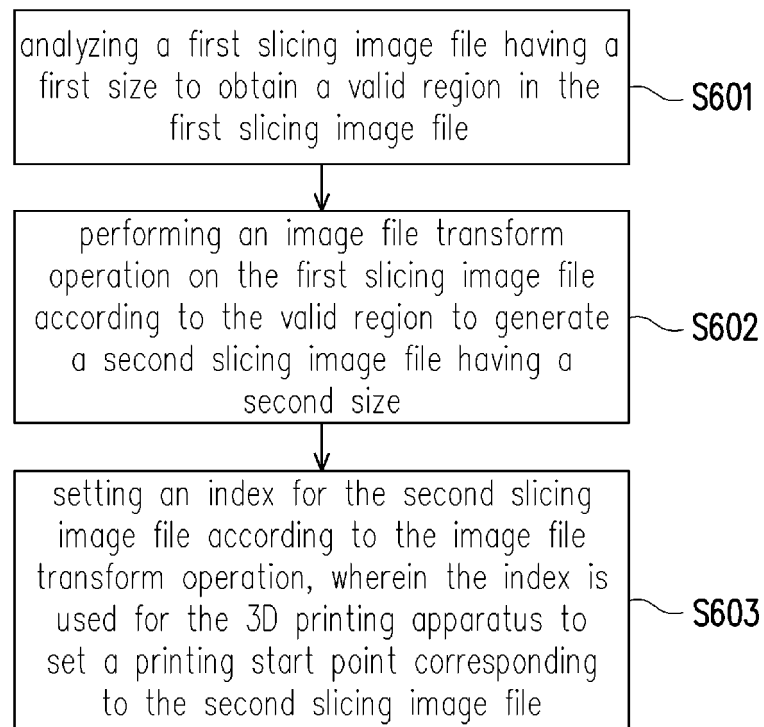 analyzing a first slicing image file having a
first size to obtain a valid region in the
first slicing image file
S601
performing an image file transform
operation on the first slicing image file
according to the valid region to generate
a second slicing image file having a
second size
S602
setting an index for the second slicing
image file according to the image file
transform operation, wherein the index is
used for the 3D printing apparatus to
set a printing start point corresponding
to the second slicing image file
S603